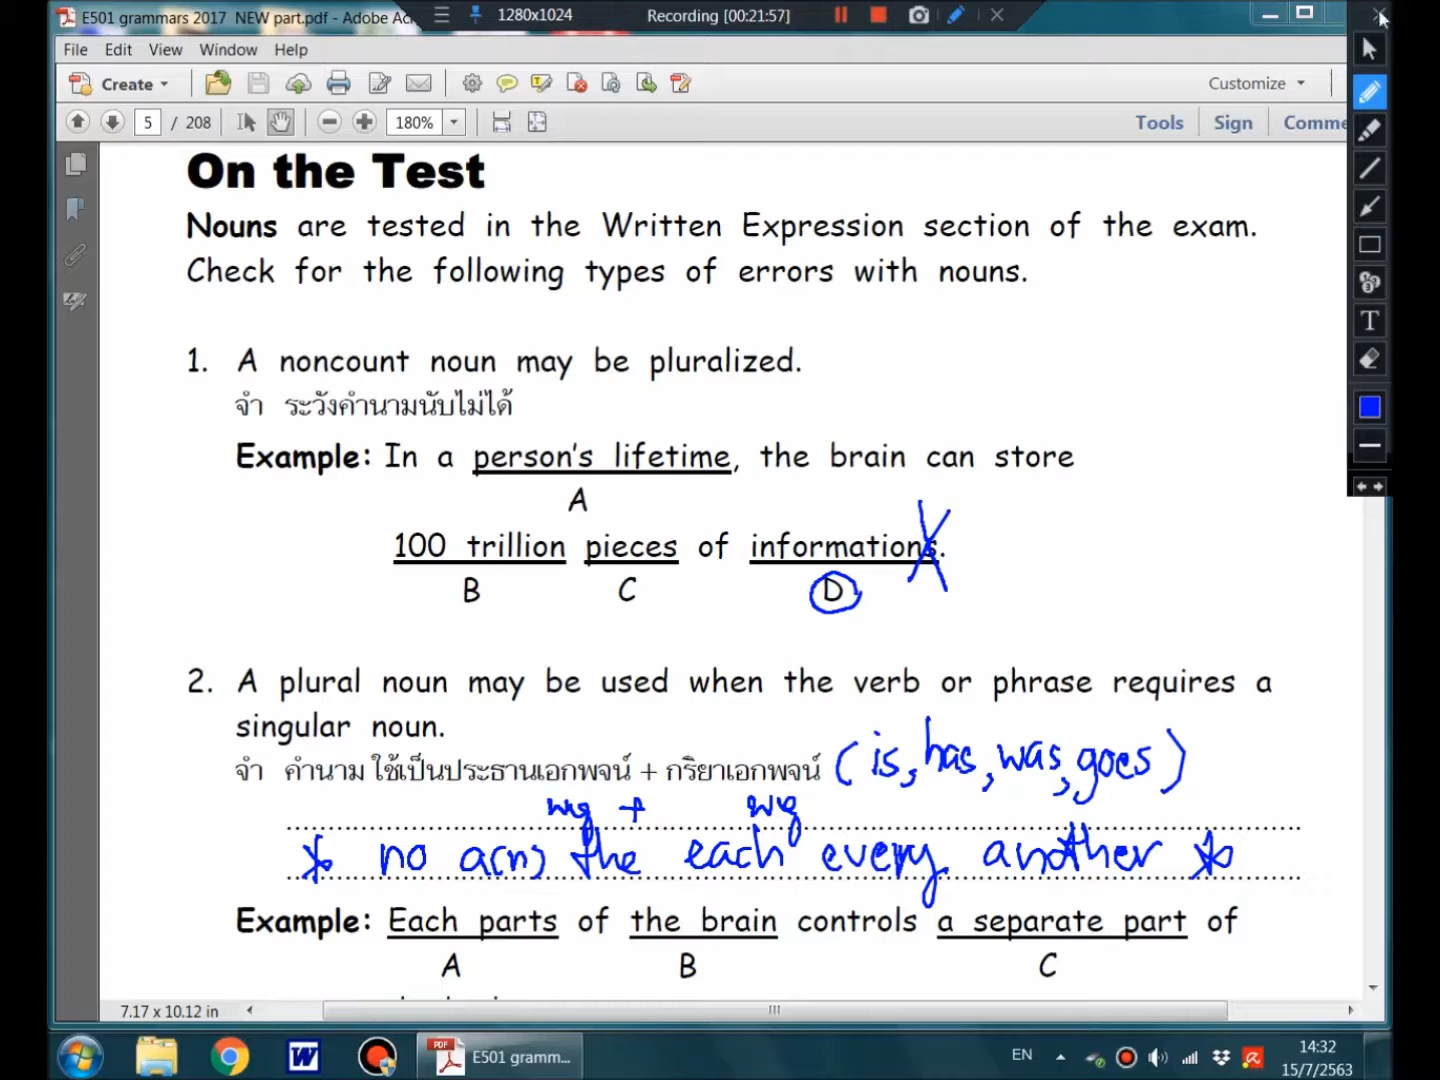 E501 grammars 2017 NEW part.pdf - Adobe Ac
1280x1024
Recording [00:21:57]
File Edit View Window Help
Create
Customize
5 / 208
180%
Tools Sign Comme
On the Test
Nouns are tested in the Written Expression section of the exam.
Check for the following types of errors with nouns.
1. A noncount noun may be pluralized.
จำ ระวังคำนามนับไม่ได้
Example: In a person's lifetime, the brain can store
A
100 trillion pieces of informations.
B C D
2. A plural noun may be used when the verb or phrase requires a
singular noun.
จำ คำนาม ใช้เป็นประธานเอกพจน์ + กริยาเอกพจน์ (is, has, was, goes)
no a(n) the each every another
Example: Each parts of the brain controls a separate part of
A B C
7.17 x 10.12 in
E501 gramm...
EN
14:32
15/7/2563